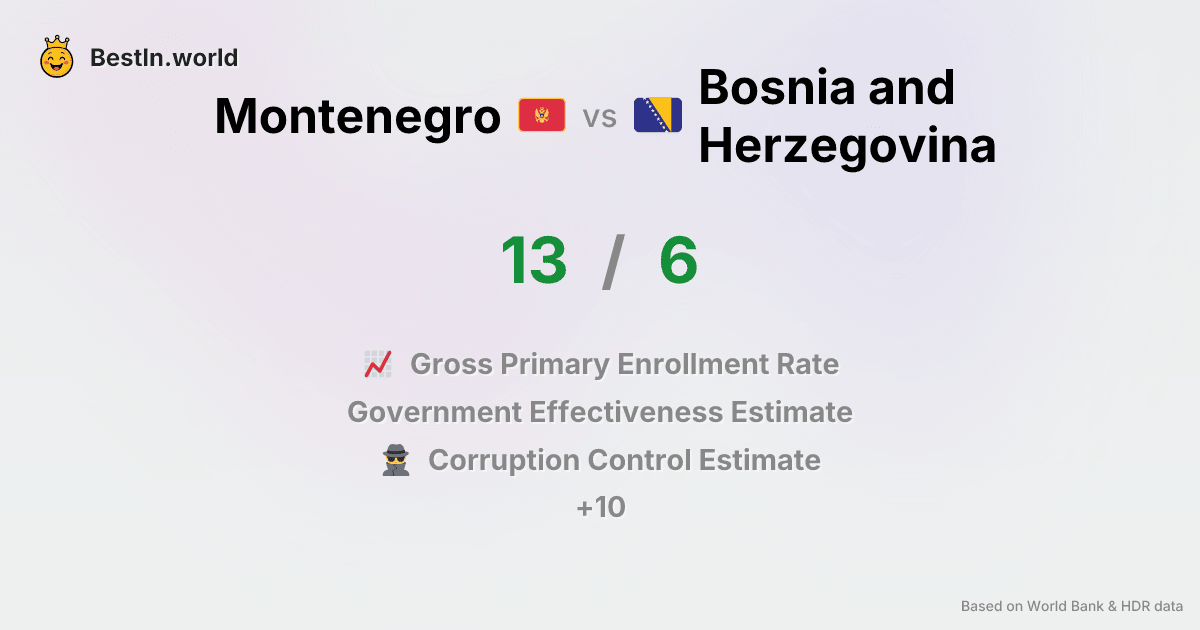 BestIn.world
Montenegro vs Bosnia and
Herzegovina
13 / 6
Gross Primary Enrollment Rate
Government Effectiveness Estimate
Corruption Control Estimate
+10
Based on World Bank & HDR data